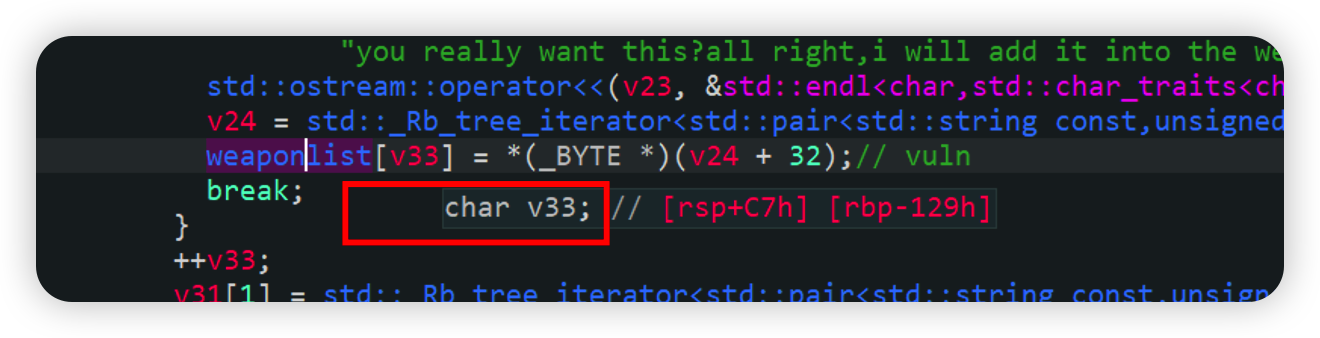 "you really want this?all right,i will add it into the we
std::ostream::operator<<(v23, &std::endl<char,std::char_traits<ch
v24 = std::_Rb_tree_iterator<std::pair<std::string const,unsigned
weaponlist[v33] = *(_BYTE *)(v24 + 32);// vuln
break;
char v33; // [rsp+C7h] [rbp-129h]
}
++v33;
v31[1] = std::_Rb_tree_iterator<std::pair<std::string const,unsign